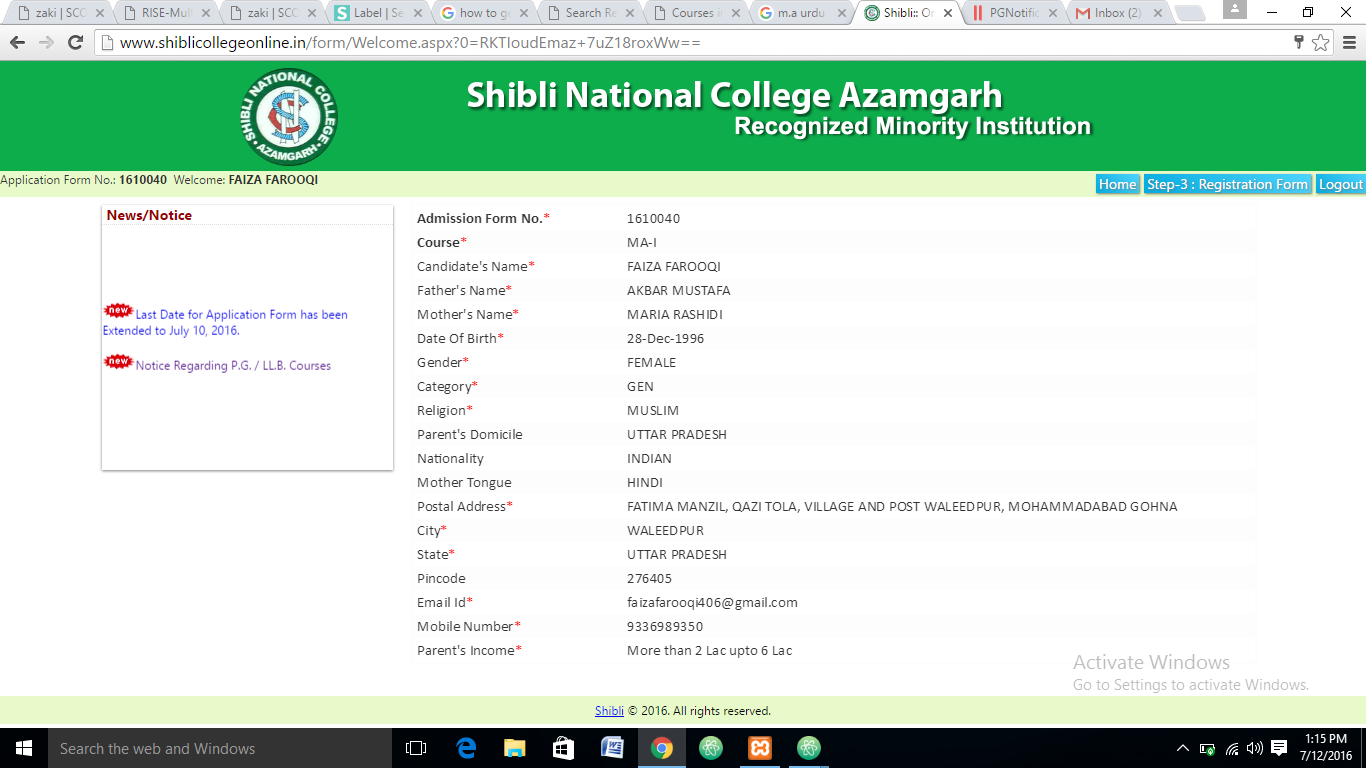 zaki | SCO
RISE-Mul
zaki | SCO
Label | Se
how to g
Search Re
Courses i
m.a urdu
Shibli:: O
PGNotific
Inbox (2)
www.shiblicollegeonline.in/form/Welcome.aspx?0=RKTIoudEmaz+7uZ18roxWw==
SHIBLI NATIONAL COLLEGE
AZAMGARH
Shibli National College Azamgarh
Recognized Minority Institution
Application Form No.: 1610040 Welcome: FAIZA FAROOQI
Home Step-3 : Registration Form Logout
News/Notice
new Last Date for Application Form has been
Extended to July 10, 2016.
new Notice Regarding P.G. / LL.B. Courses
Admission Form No.* 1610040
Course* MA-I
Candidate's Name* FAIZA FAROOQI
Father's Name* AKBAR MUSTAFA
Mother's Name* MARIA RASHIDI
Date Of Birth* 28-Dec-1996
Gender* FEMALE
Category* GEN
Religion* MUSLIM
Parent's Domicile UTTAR PRADESH
Nationality INDIAN
Mother Tongue HINDI
Postal Address* FATIMA MANZIL, QAZI TOLA, VILLAGE AND POST WALEEDPUR, MOHAMMADABAD GOHNA
City* WALEEDPUR
State* UTTAR PRADESH
Pincode 276405
Email Id* faizafarooqi406@gmail.com
Mobile Number* 9336989350
Parent's Income* More than 2 Lac upto 6 Lac
Activate Windows
Go to Settings to activate Windows.
Shibli © 2016. All rights reserved.
Search the web and Windows
1:15 PM
7/12/2016